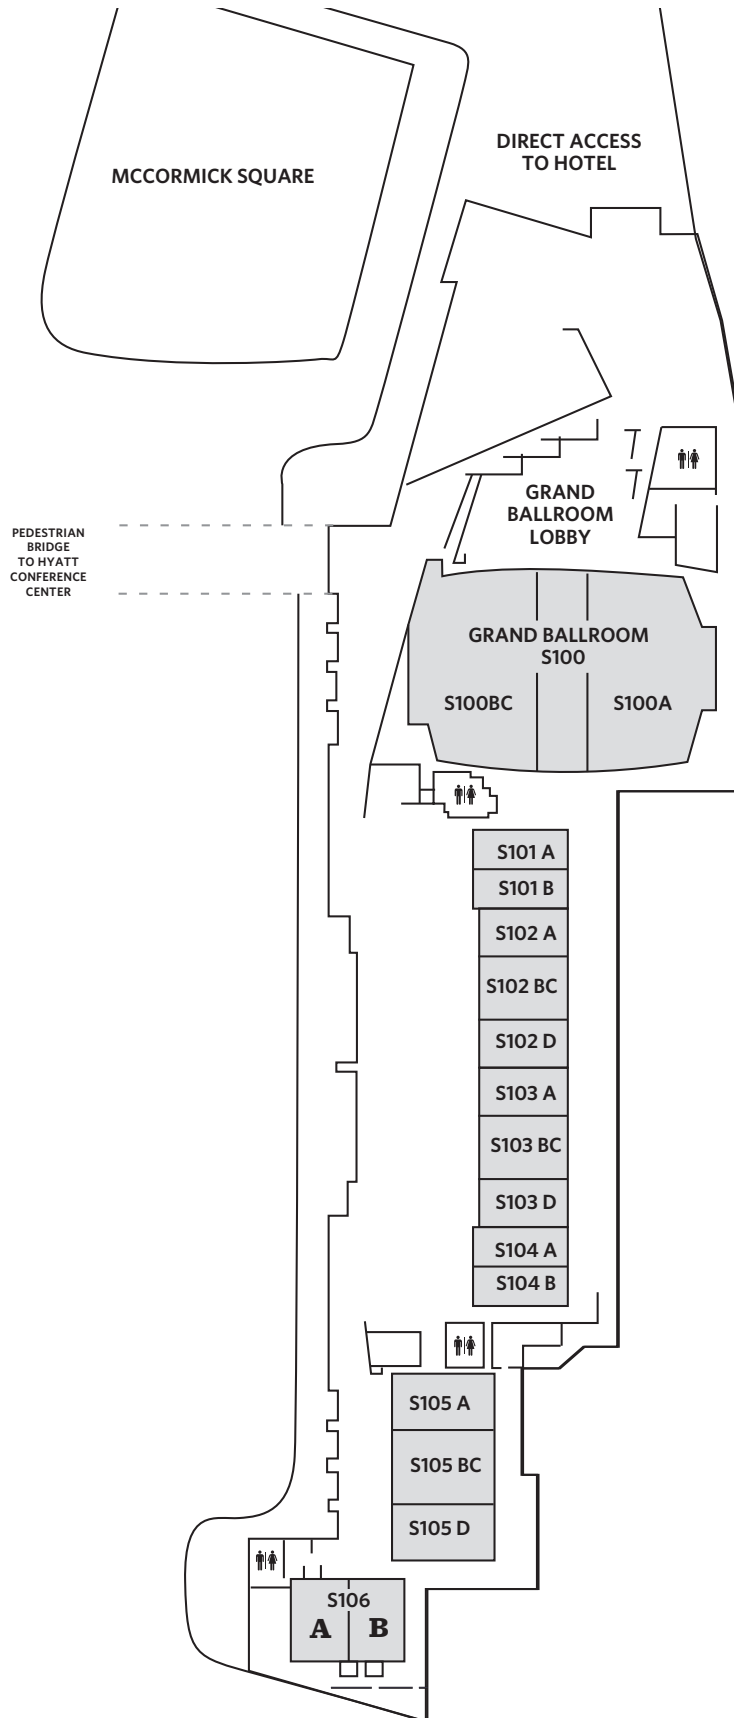 DIRECT ACCESS
TO HOTEL
MCCORMICK SQUARE
GRAND
BALLROOM
LOBBY
PEDESTRIAN
BRIDGE
TO HYATT
CONFERENCE
CENTER
GRAND BALLROOM
S100
S100BC
S100A
S101 A
S101 B
S102 A
S102 BC
S102 D
S103 A
S103 BC
S103 D
S104 A
S104 B
S105 A
S105 BC
S105 D
S106
A B